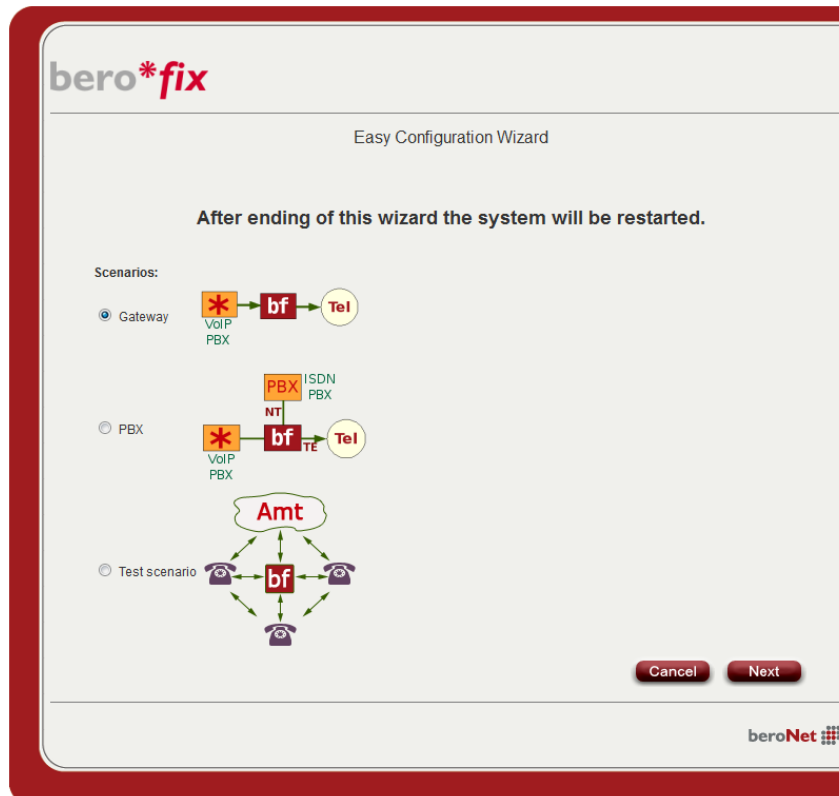 bero*fix
Easy Configuration Wizard
After ending of this wizard the system will be restarted.
Scenarios:
Gateway
*
bf
Tel
VoIP
PBX
PBX
ISDN
PBX
NT
PBX
*
bf
TE
Tel
VoIP
PBX
Amt
Test scenario
bf
Cancel
Next
beroNet